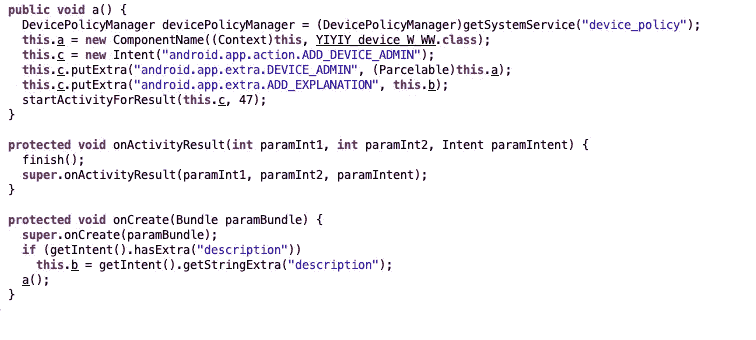 public void a() {
  DevicePolicyManager devicePolicyManager = (DevicePolicyManager)getSystemService("device_policy");
  this.a = new ComponentName((Context)this, YIYIY_device_W_WW.class);
  this.c = new Intent("android.app.action.ADD_DEVICE_ADMIN");
  this.c.putExtra("android.app.extra.DEVICE_ADMIN", (Parcelable)this.a);
  this.c.putExtra("android.app.extra.ADD_EXPLANATION", this.b);
  startActivityForResult(this.c, 47);
}
protected void onActivityResult(int paramInt1, int paramInt2, Intent paramIntent) {
  finish();
  super.onActivityResult(paramInt1, paramInt2, paramIntent);
}
protected void onCreate(Bundle paramBundle) {
  super.onCreate(paramBundle);
  if (getIntent().hasExtra("description"))
    this.b = getIntent().getStringExtra("description");
  a();
}